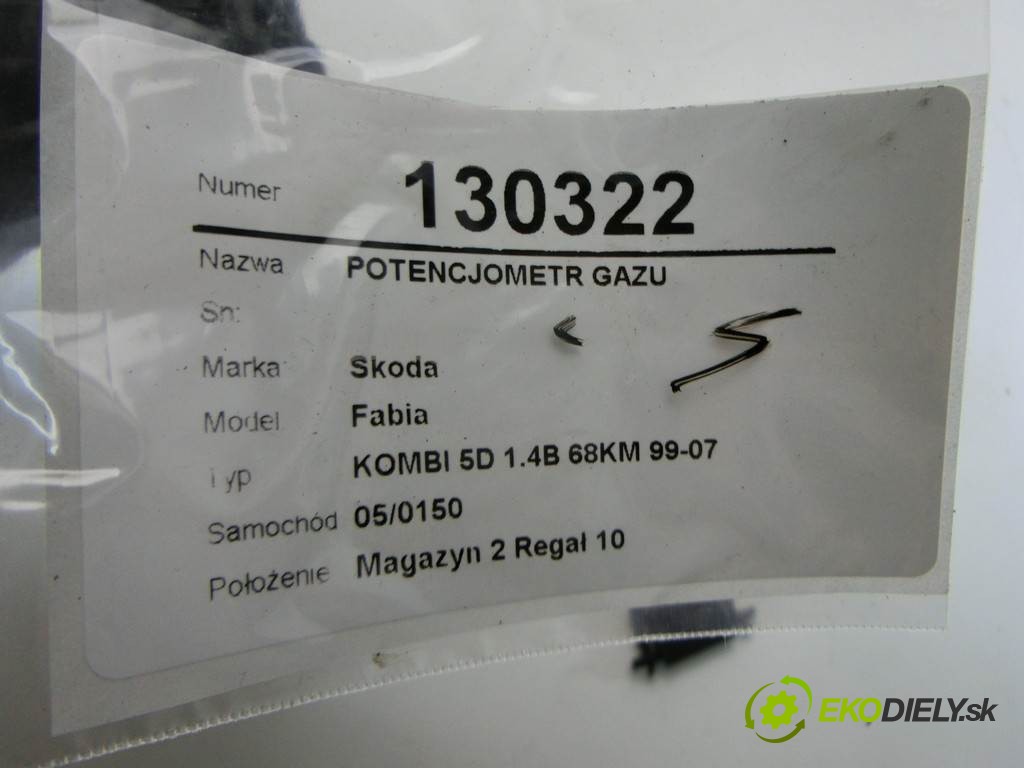 Numer 130322
Nazwa POTENCJOMETR GAZU
Sn:
Marka Skoda
Model Fabia
Typ KOMBI 5D 1.4B 68KM 99-07
Samochód 05/0150
Położenie Magazyn 2 Regał 10
EKODIELY.sk